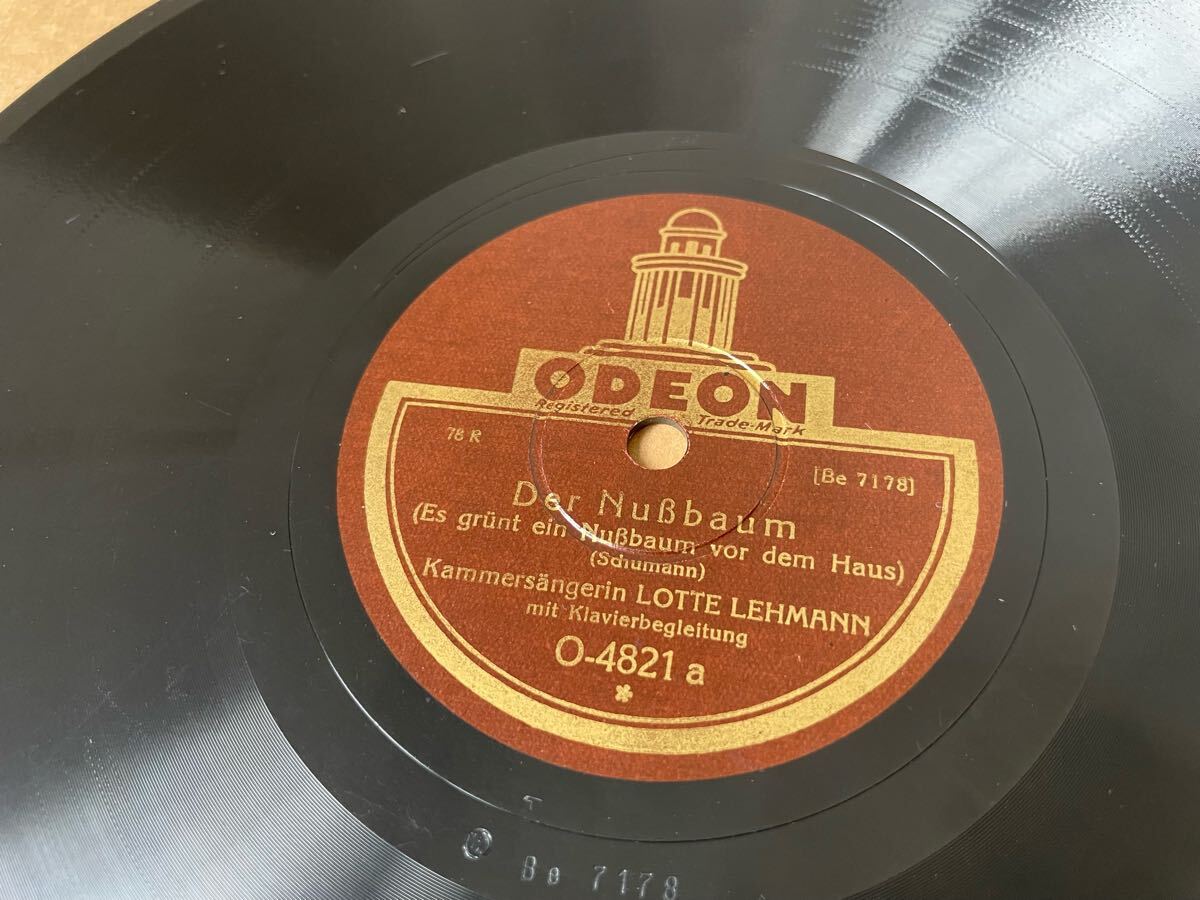 ODEON
Registered Trade-Mark
78 R
[Be 7178]
Der Nußbaum
(Es grünt ein Nußbaum vor dem Haus)
(Schumann)
Kammersängerin LOTTE LEHMANN
mit Klavierbegleitung
O-4821 a
T
Be 7178